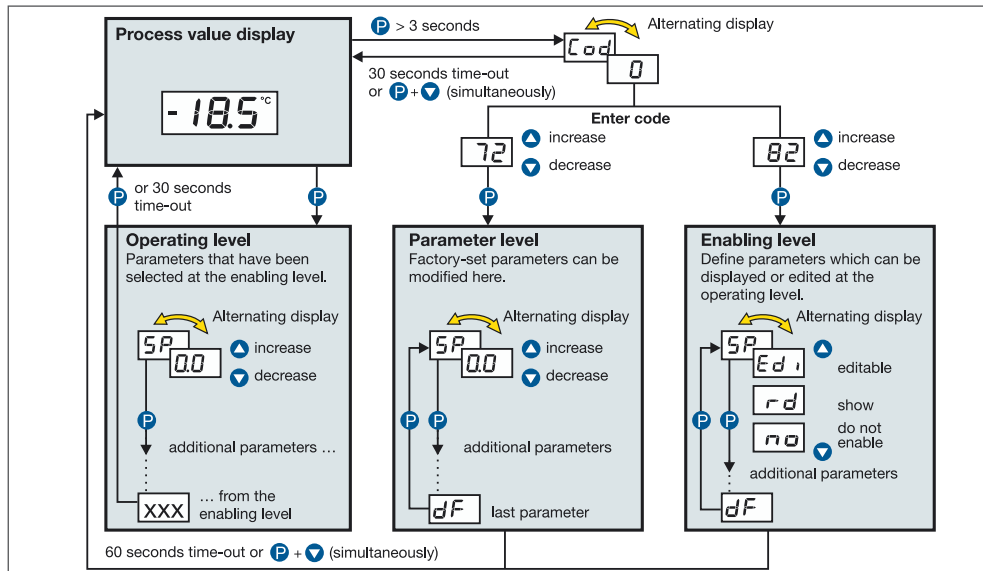 Process value display
-18.5 °C
P > 3 seconds
Alternating display
Cod
0
30 seconds time-out
or P + ▼ (simultaneously)
Enter code
72
▲ increase
▼ decrease
82
▲ increase
▼ decrease
P or 30 seconds
time-out
P
P
P
Operating level
Parameters that have been
selected at the enabling level.
Alternating display
SP
0.0
▲ increase
▼ decrease
P
additional parameters ...
xxx
... from the
enabling level
Parameter level
Factory-set parameters can be
modified here.
Alternating display
SP
0.0
▲ increase
▼ decrease
P
P
additional parameters
dF
last parameter
Enabling level
Define parameters which can be
displayed or edited at the
operating level.
Alternating display
SP
Edi
▲
editable
rd
show
no
do not
enable
▼
P
P
additional parameters
dF
60 seconds time-out or P + ▼ (simultaneously)